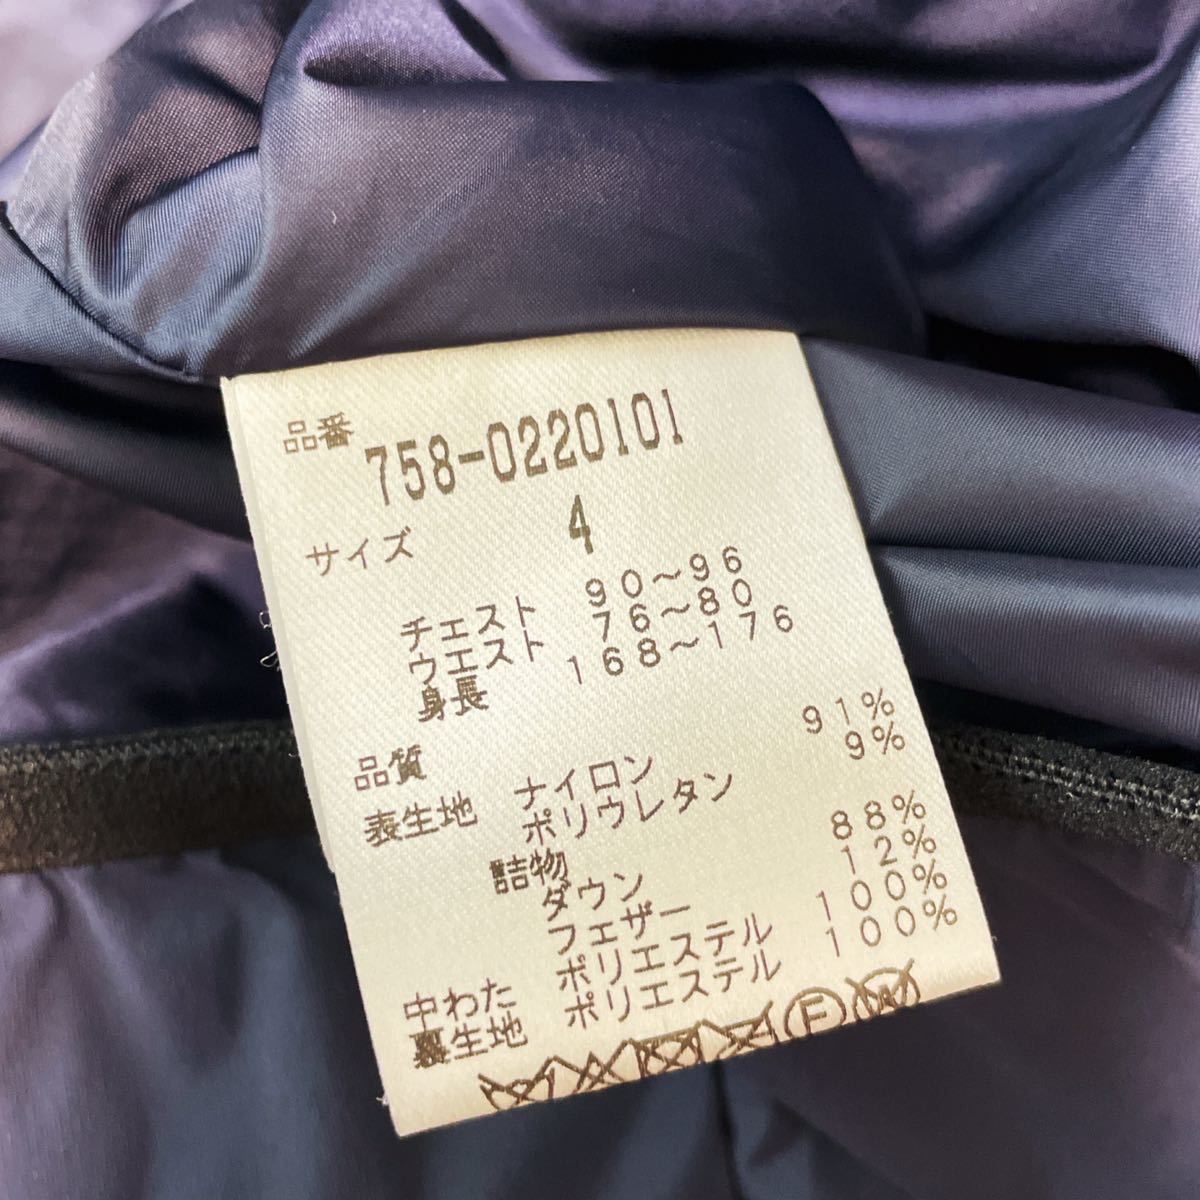 品番 758-0220101
サイズ 4
チェスト 90～96
ウエスト 76～80
身長 168～176
品質
表生地 ナイロン 91%
ポリウレタン 9%
詰物
ダウン 88%
フェザー 12%
中わた ポリエステル 100%
裏生地 ポリエステル 100%
F W